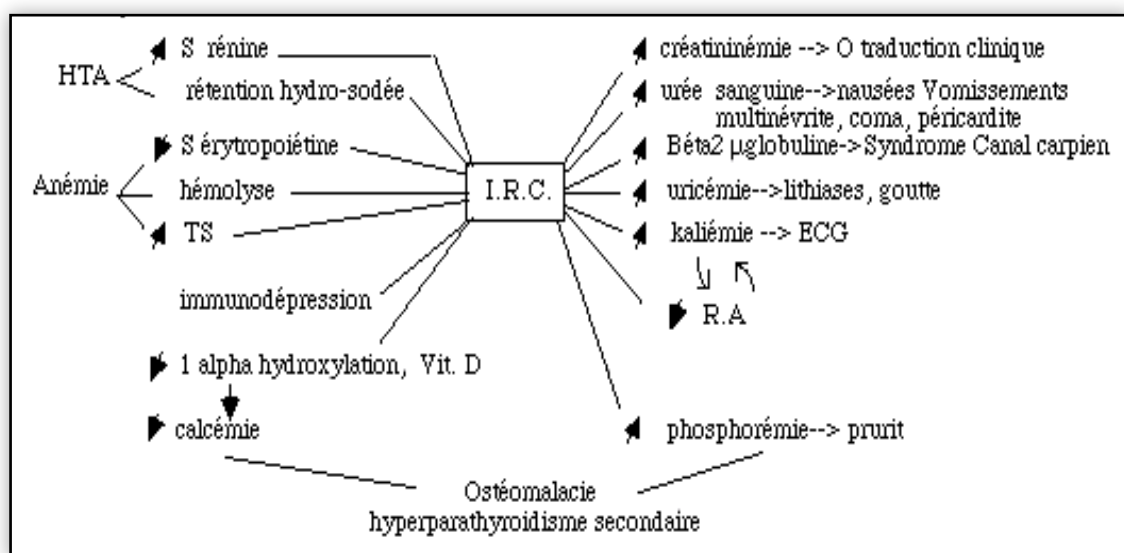 S rénine
HTA
rétention hydro-sodée
S érytropoiétine
Anémie
hémolyse
TS
immunodépression
1 alpha hydroxylation, Vit. D
calcémie
I.R.C.
créatininémie --> O traduction clinique
urée sanguine-->nausées Vomissements
multinévrite, coma, péricardite
Béta2 µglobuline->Syndrome Canal carpien
uricémie-->lithiases, goutte
kaliémie --> ECG
R.A
phosphorémie--> prurit
Ostéomalacie
hyperparathyroidisme secondaire